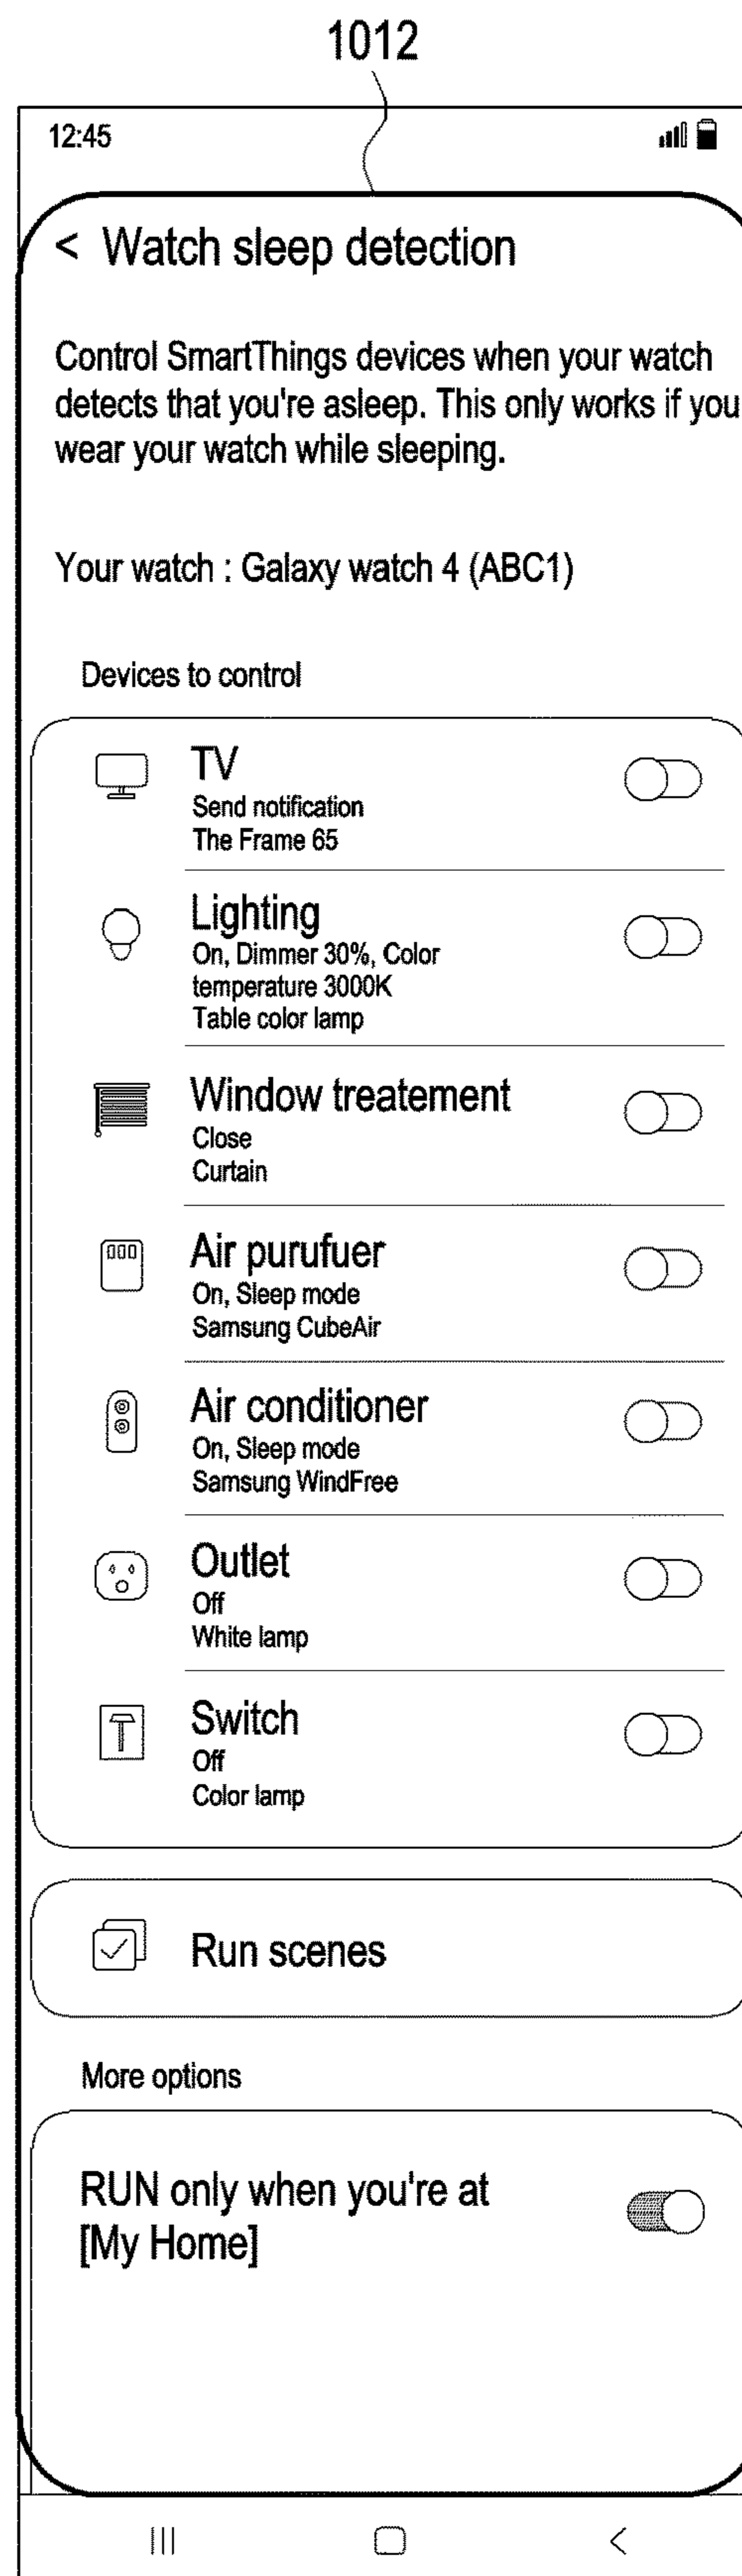 1012
12:45
< Watch sleep detection
Control SmartThings devices when your watch
detects that you're asleep. This only works if you
wear your watch while sleeping.
Your watch : Galaxy watch 4 (ABC1)
Devices to control
TV
Send notification
The Frame 65
Lighting
On, Dimmer 30%, Color
temperature 3000K
Table color lamp
Window treatement
Close
Curtain
Air purufuer
On, Sleep mode
Samsung CubeAir
Air conditioner
On, Sleep mode
Samsung WindFree
Outlet
Off
White lamp
Switch
Off
Color lamp
Run scenes
More options
RUN only when you're at
[My Home]